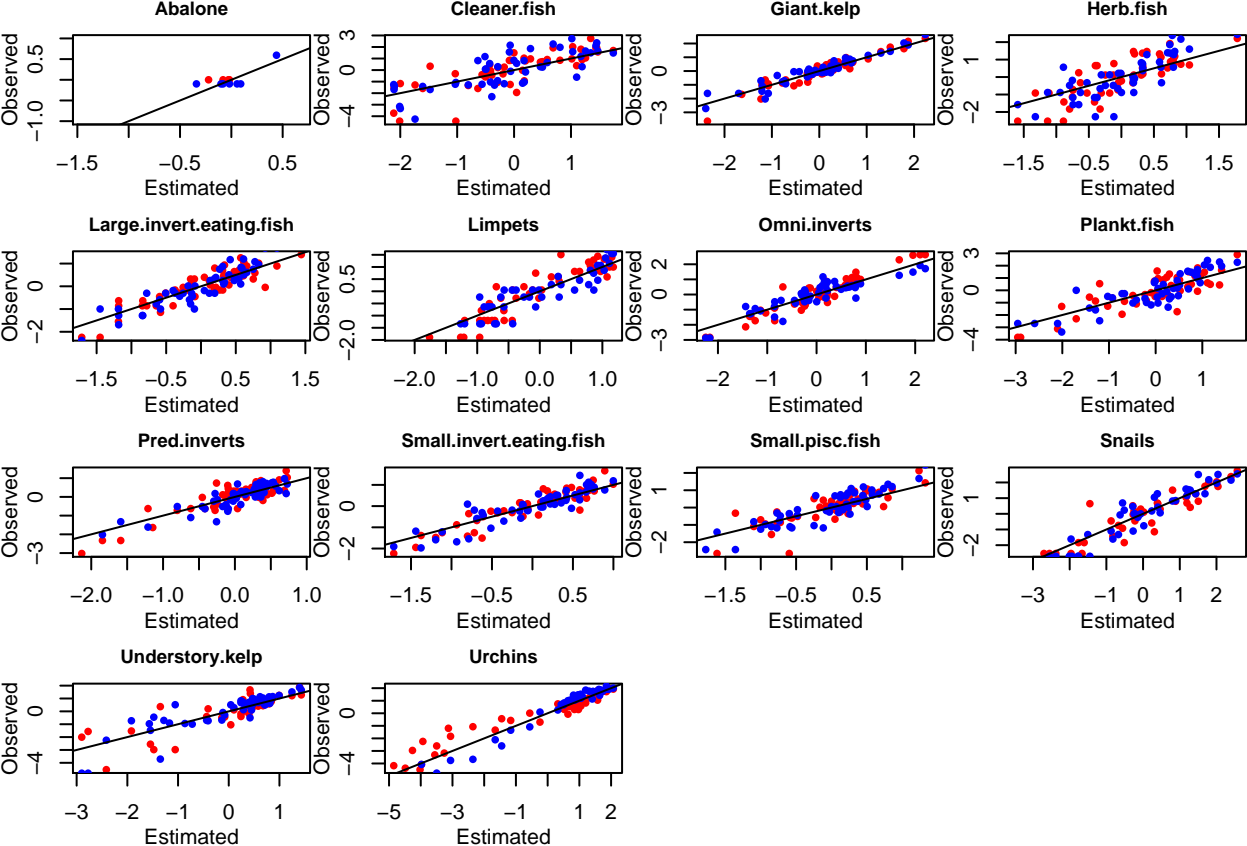 Abalone
Cleaner.fish
Giant.kelp
Herb.fish
Observed
−1.0 0.5
−1.5 −0.5 0.5
Estimated
Observed
−4 0 3
−2 −1 0 1
Estimated
Observed
−3 0
−2 −1 0 1 2
Estimated
Observed
−2 1
−1.5 −0.5 0.5 1.5
Estimated
Large.invert.eating.fish
Limpets
Omni.inverts
Plankt.fish
Observed
−2 0
−1.5 −0.5 0.5 1.5
Estimated
Observed
−2.0 0.5
−2.0 −1.0 0.0 1.0
Estimated
Observed
−3 0 2
−2 −1 0 1 2
Estimated
Observed
−4 0 3
−3 −2 −1 0 1
Estimated
Pred.inverts
Small.invert.eating.fish
Small.pisc.fish
Snails
Observed
−3 0
−2.0 −1.0 0.0 1.0
Estimated
Observed
−2 0
−1.5 −0.5 0.5
Estimated
Observed
−2 1
−1.5 −0.5 0.5
Estimated
Observed
−2 1
−3 −1 0 1 2
Estimated
Understory.kelp
Urchins
Observed
−4 0
−3 −2 −1 0 1
Estimated
Observed
−4 0
−5 −3 −1 1 2
Estimated